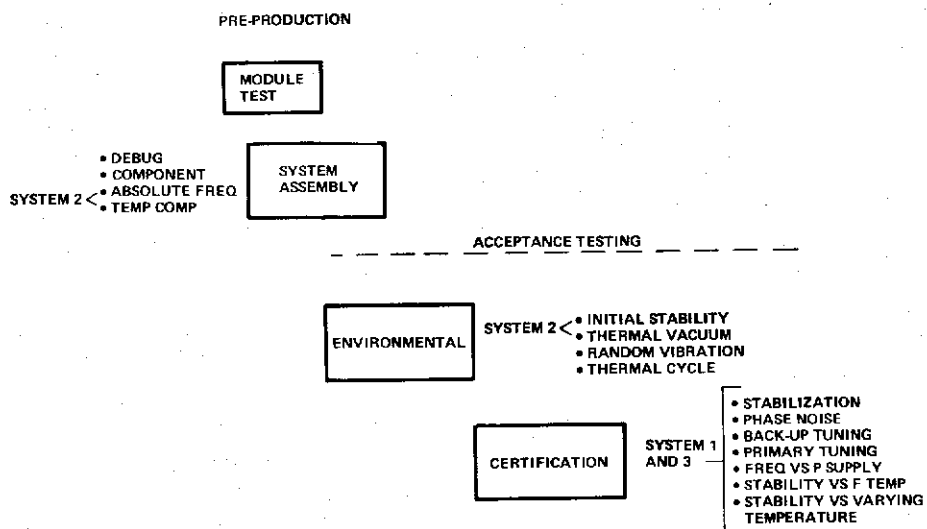 PRE-PRODUCTION
MODULE
TEST
SYSTEM 2 <
• DEBUG
• COMPONENT
• ABSOLUTE FREQ
• TEMP COMP
SYSTEM
ASSEMBLY
ACCEPTANCE TESTING
ENVIRONMENTAL
SYSTEM 2 <
• INITIAL STABILITY
• THERMAL VACUUM
• RANDOM VIBRATION
• THERMAL CYCLE
CERTIFICATION
SYSTEM 1
AND 3
• STABILIZATION
• PHASE NOISE
• BACK-UP TUNING
• PRIMARY TUNING
• FREQ VS P SUPPLY
• STABILITY VS F TEMP
• STABILITY VS VARYING
TEMPERATURE